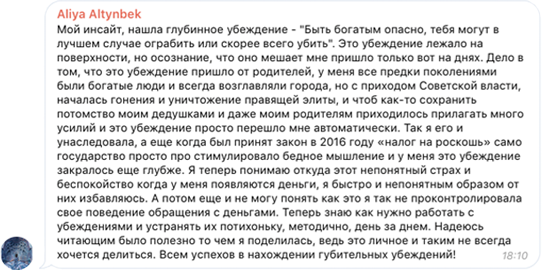 Aliya Altynbek
Мой инсайт, нашла глубинное убеждение - "Быть богатым опасно, тебя могут в
лучшем случае ограбить или скорее всего убить". Это убеждение лежало на
поверхности, но осознание, что оно мешает мне пришло только вот на днях. Дело в
том, что это убеждение пришло от родителей, у меня все предки поколениями
были богатые люди и всегда возглавляли города, но с приходом Советской власти,
началась гонения и уничтожение правящей элиты, и чтоб как-то сохранить
потомство моим дедушками и даже моим родителям приходилось прилагать много
усилий и это убеждение просто перешло мне автоматически. Так я его и
унаследовала, а еще когда был принят закон в 2016 году «налог на роскошь» само
государство просто про стимулировало бедное мышление и у меня это убеждение
закралось еще глубже. Я теперь понимаю откуда этот непонятный страх и
беспокойство когда у меня появляются деньги, я быстро и непонятным образом от
них избавляюсь. А потом еще и не могу понять как это я так не проконтролировала
свое поведение обращения с деньгами. Теперь знаю как нужно работать с
убеждениями и устранять их потихоньку, методично, день за днем. Надеюсь
читающим было полезно то чем я поделилась, ведь это личное и таким не всегда
хочется делиться. Всем успехов в нахождении губительных убеждений!
18:10